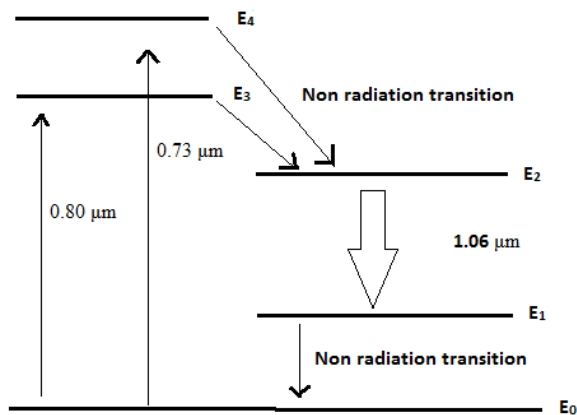 E₄
Non radiation transition
E₃
0.73 µm
E₂
0.80 µm
1.06 µm
E₁
Non radiation transition
E₀